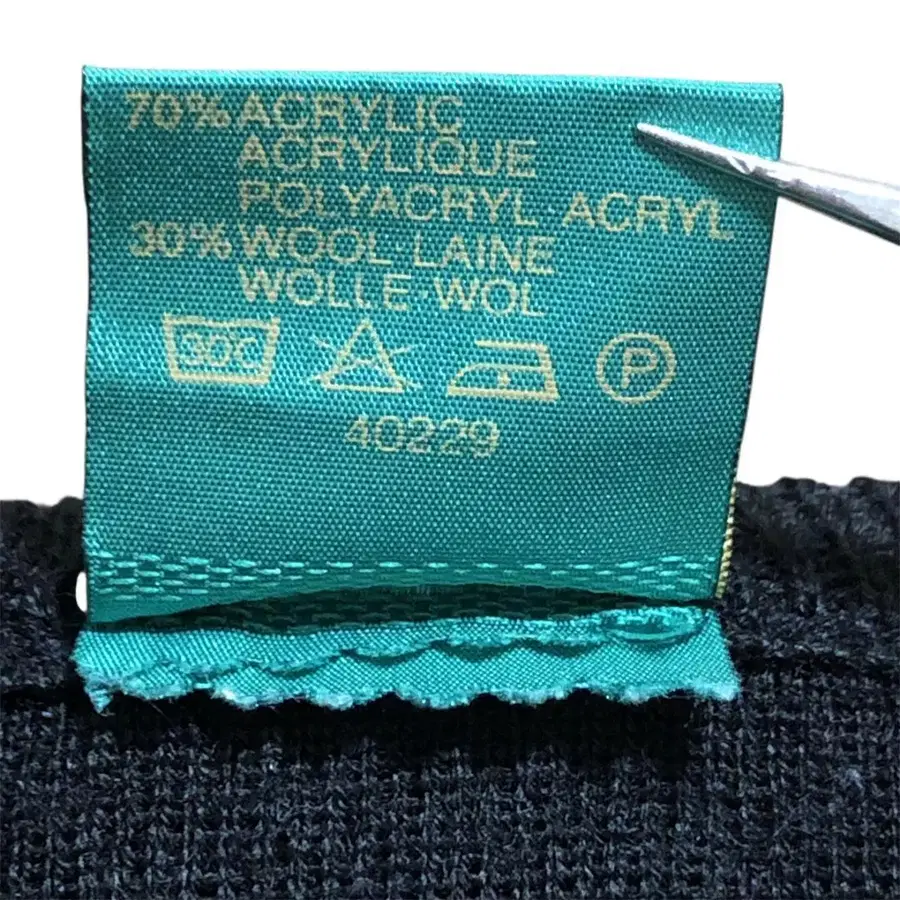 70% ACRYLIC
ACRYLIQUE
POLYACRYL ACRYL
30% WOOL·LAINE
WOLLE·WOL
30C P
40229